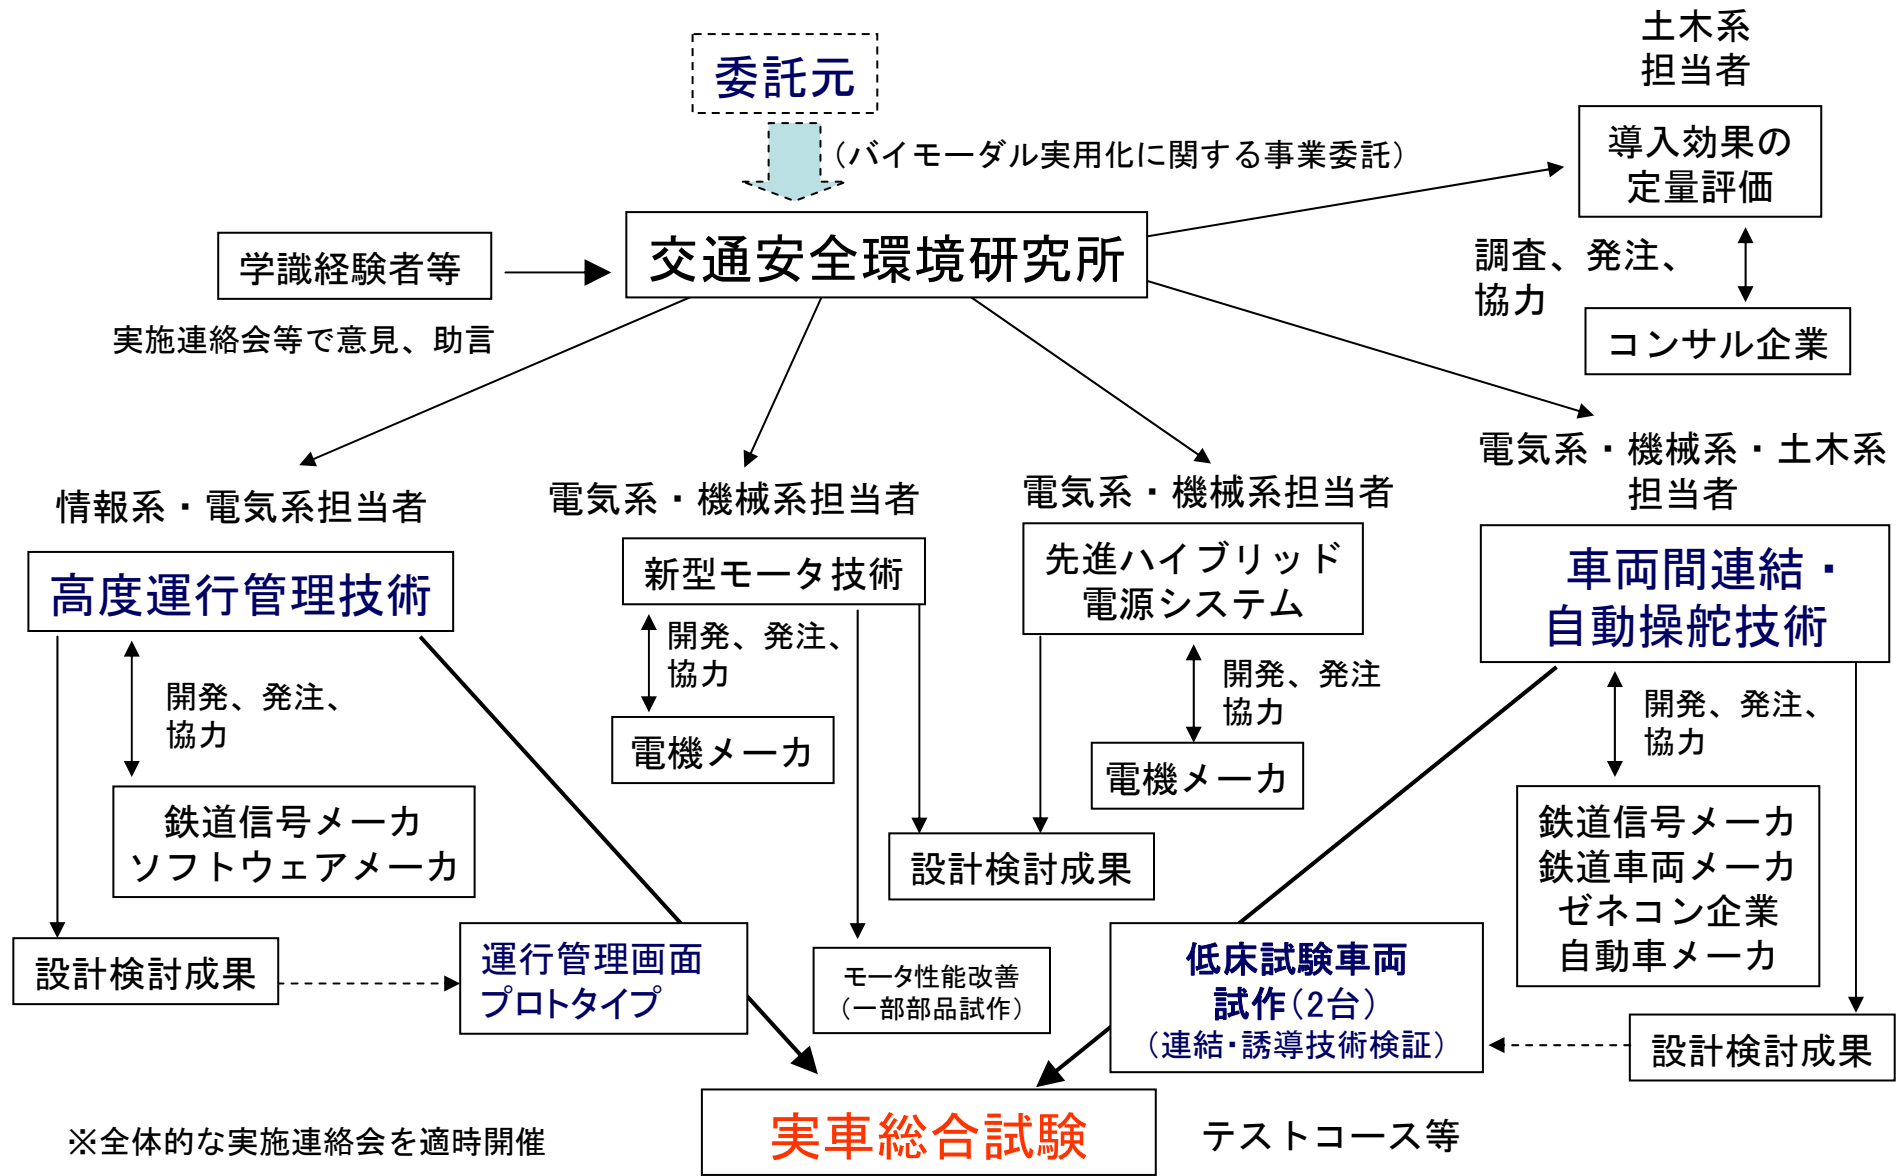 委託元
（バイモーダル実用化に関する事業委託）
土木系
担当者
導入効果の
定量評価
調査、発注、
協力
コンサル企業
交通安全環境研究所
学識経験者等
実施連絡会等で意見、助言
情報系・電気系担当者
高度運行管理技術
開発、発注、
協力
鉄道信号メーカ
ソフトウェアメーカ
設計検討成果
運行管理画面
プロトタイプ
電気系・機械系担当者
新型モータ技術
開発、発注、
協力
電機メーカ
モータ性能改善
（一部部品試作）
電気系・機械系担当者
先進ハイブリッド
電源システム
開発、発注
協力
電機メーカ
設計検討成果
電気系・機械系・土木系
担当者
車両間連結・
自動操舵技術
開発、発注、
協力
鉄道信号メーカ
鉄道車両メーカ
ゼネコン企業
自動車メーカ
設計検討成果
低床試験車両
試作（2台）
（連結・誘導技術検証）
実車総合試験
テストコース等
※全体的な実施連絡会を適時開催